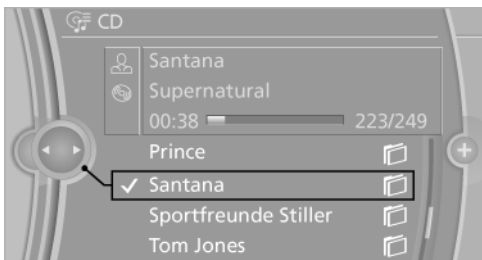 CD
Santana
Supernatural
00:38 223/249
Prince
Santana
Sportfreunde Stiller
Tom Jones